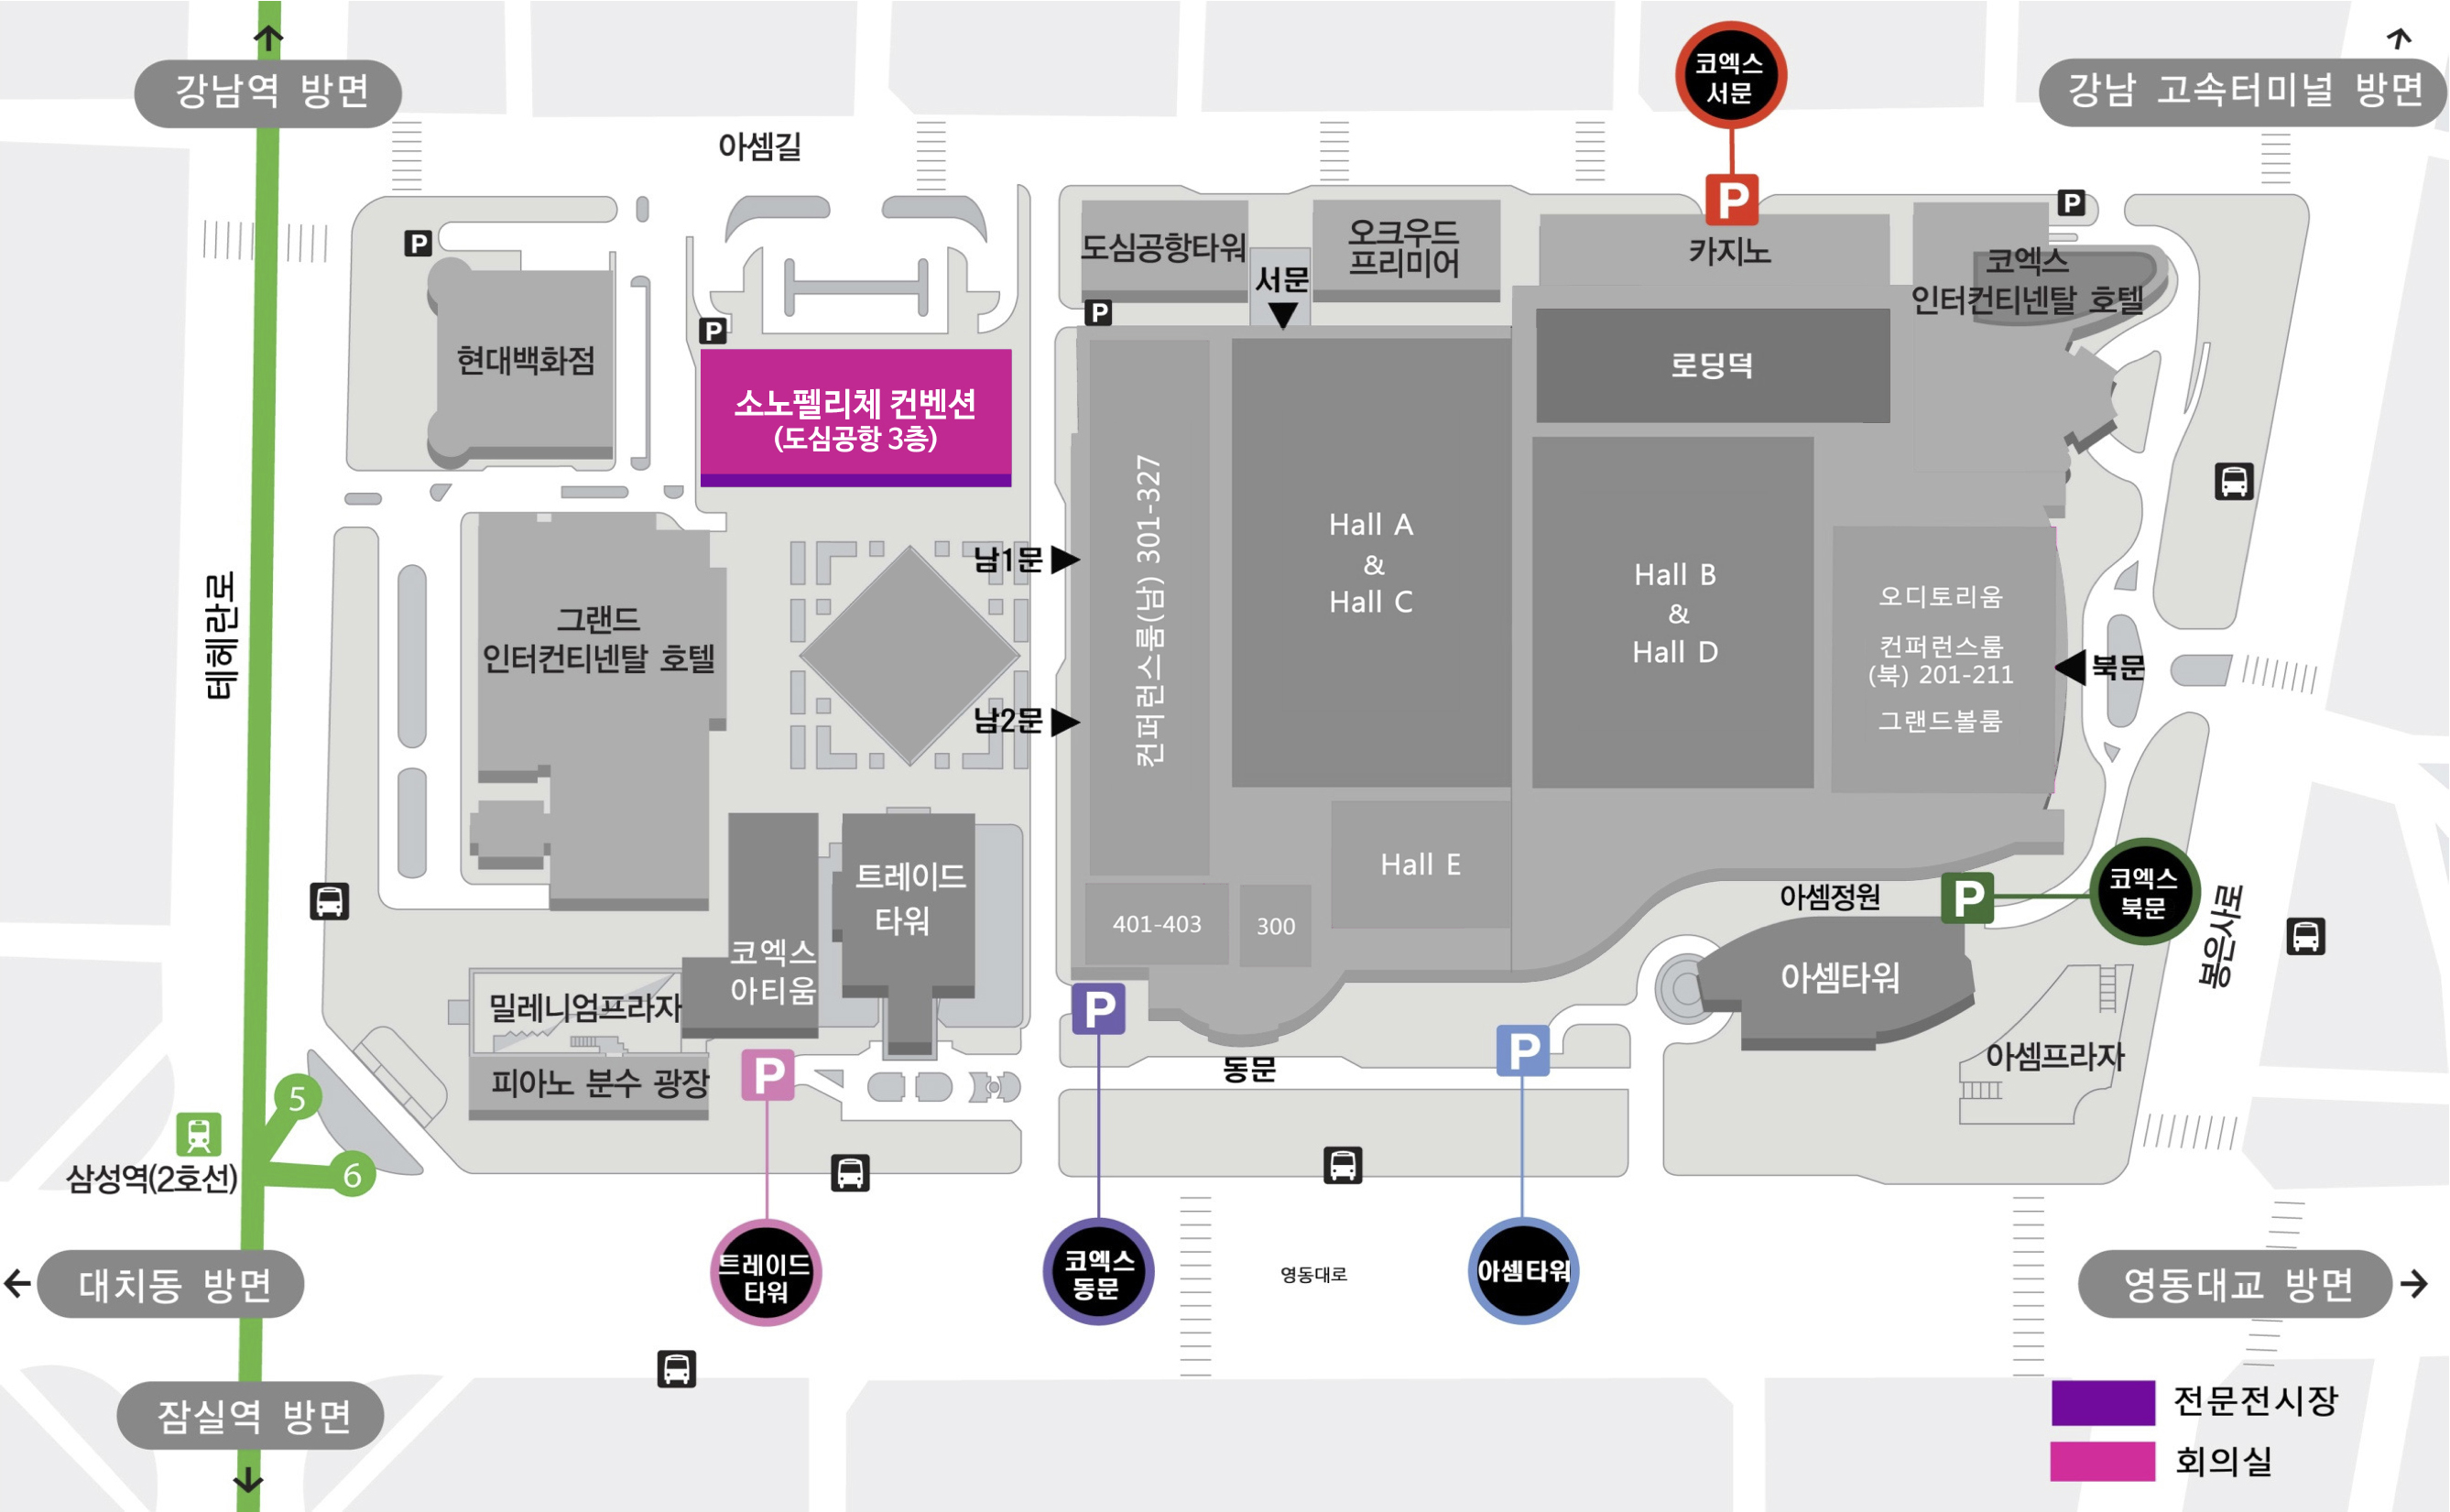 강남역 방면
코엑스
서문
강남 고속터미널 방면
아셈길
P
P
P
도심공항타워
오크우드
프리미어
카지노
코엑스
인터컨티넨탈 호텔
서문
P
P
P
현대백화점
로딩덕
소노펠리체 컨벤션
(도심공항 3층)
컨퍼런스룸(남) 301-327
Hall A
&
Hall C
Hall B
&
Hall D
남1문
남2문
테헤란로
그랜드
인터컨티넨탈 호텔
오디토리움
컨퍼런스룸
(북) 201-211
그랜드볼룸
북문
트레이드
타워
Hall E
코엑스
아티움
401-403
300
아셈정원
P
코엑스
북문
봉은사로
아셈타워
밀레니엄프라자
P
P
P
아셈프라자
동문
피아노 분수 광장
5
6
삼성역(2호선)
트레이드
타워
코엑스
동문
아셈타워
영동대로
대치동 방면
영동대교 방면
잠실역 방면
전문전시장
회의실